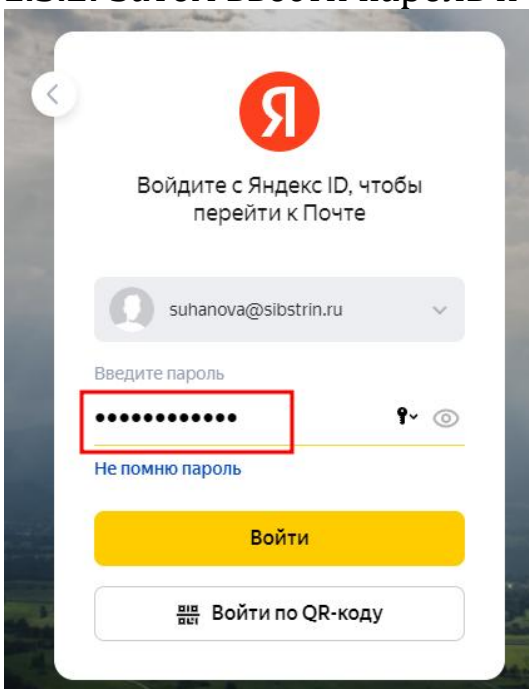 Я
Войдите с Яндекс ID, чтобы
перейти к Почте
suhanova@sibstrin.ru
Введите пароль
••••••••••••
Не помню пароль
Войти
Войти по QR-коду